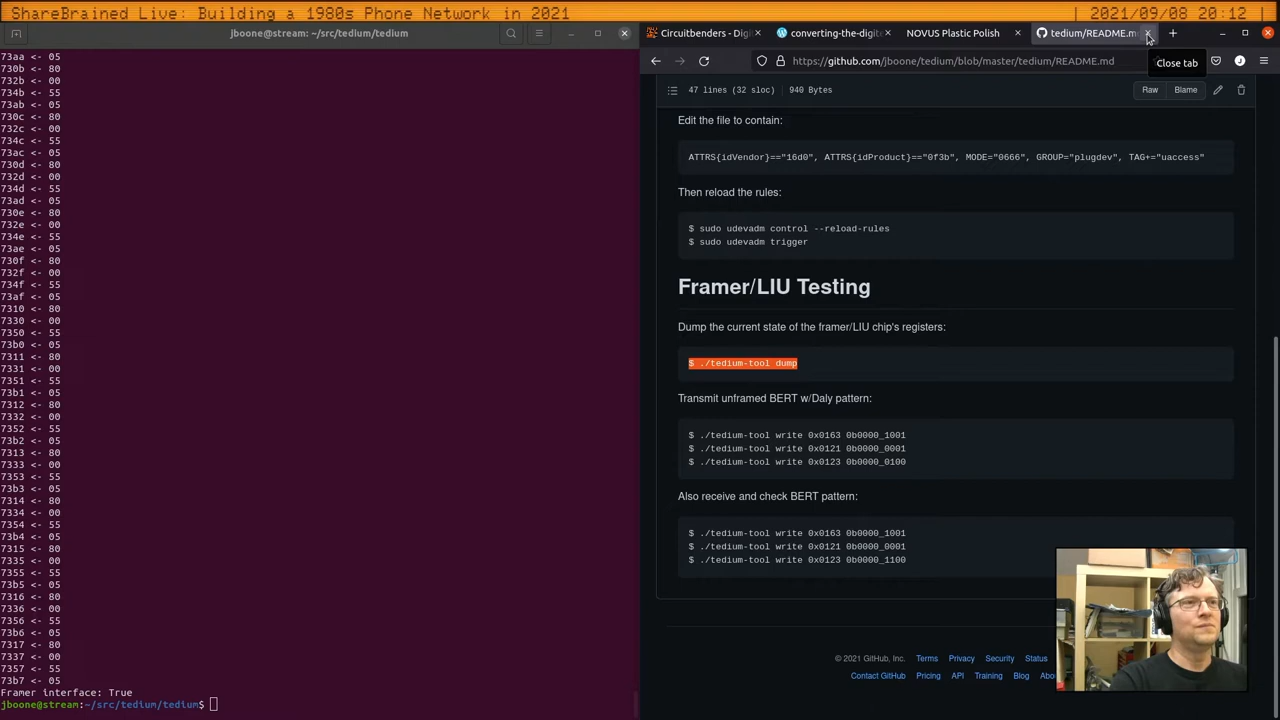 ShareBrained Live: Building a 1980s Phone Network in 2021 | 2021/09/08 20:12 |
jboone@stream: ~/src/tedium/tedium
73aa <- 05
730b <- 80
732b <- 00
734b <- 55
73ab <- 05
730c <- 80
732c <- 00
734c <- 55
73ac <- 05
730d <- 80
732d <- 00
734d <- 55
73ad <- 05
730e <- 80
732e <- 00
734e <- 55
73ae <- 05
730f <- 80
732f <- 00
734f <- 55
73af <- 05
7310 <- 80
7330 <- 00
7350 <- 55
73b0 <- 05
7311 <- 80
7331 <- 00
7351 <- 55
73b1 <- 05
7312 <- 80
7332 <- 00
7352 <- 55
73b2 <- 05
7313 <- 80
7333 <- 00
7353 <- 55
73b3 <- 05
7314 <- 80
7334 <- 00
7354 <- 55
73b4 <- 05
7315 <- 80
7335 <- 00
7355 <- 55
73b5 <- 05
7316 <- 80
7336 <- 00
7356 <- 55
73b6 <- 05
7317 <- 80
7337 <- 00
7357 <- 55
73b7 <- 05
Framer interface: True
jboone@stream:~/src/tedium/tedium$
Circuitbenders - Digi
converting-the-digit
NOVUS Plastic Polish
tedium/README.m
Close tab
https://github.com/jboone/tedium/blob/master/tedium/README.md
47 lines (32 sloc) | 940 Bytes
Raw
Blame
Edit the file to contain:
ATTRS{idVendor}=="16d0", ATTRS{idProduct}=="0f3b", MODE="0666", GROUP="plugdev", TAG+="uaccess"
Then reload the rules:
$ sudo udevadm control --reload-rules
$ sudo udevadm trigger
Framer/LIU Testing
Dump the current state of the framer/LIU chip's registers:
$ ./tedium-tool dump
Transmit unframed BERT w/Daly pattern:
$ ./tedium-tool write 0x0163 0b0000_1001
$ ./tedium-tool write 0x0121 0b0000_0001
$ ./tedium-tool write 0x0123 0b0000_0100
Also receive and check BERT pattern:
$ ./tedium-tool write 0x0163 0b0000_1001
$ ./tedium-tool write 0x0121 0b0000_0001
$ ./tedium-tool write 0x0123 0b0000_1100
© 2021 GitHub, Inc. Terms Privacy Security Status
Contact GitHub Pricing API Training Blog Abo